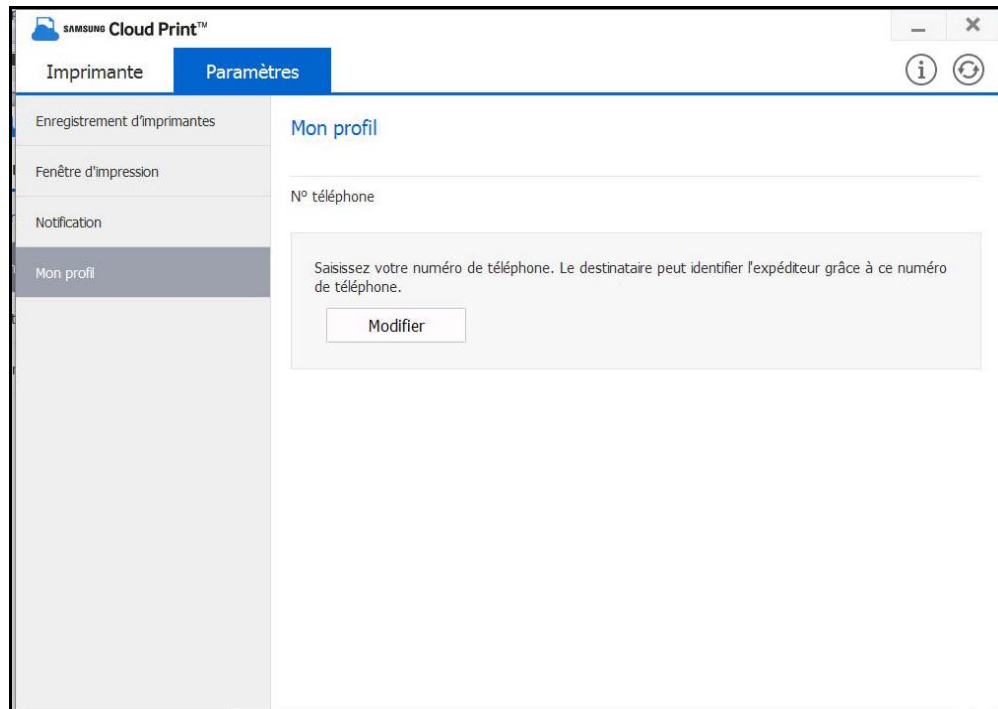 SAMSUNG Cloud Print™
Imprimante
Paramètres
Enregistrement d'imprimantes
Fenêtre d'impression
Notification
Mon profil
Mon profil
Nº téléphone
Saisissez votre numéro de téléphone. Le destinataire peut identifier l'expéditeur grâce à ce numéro
de téléphone.
Modifier